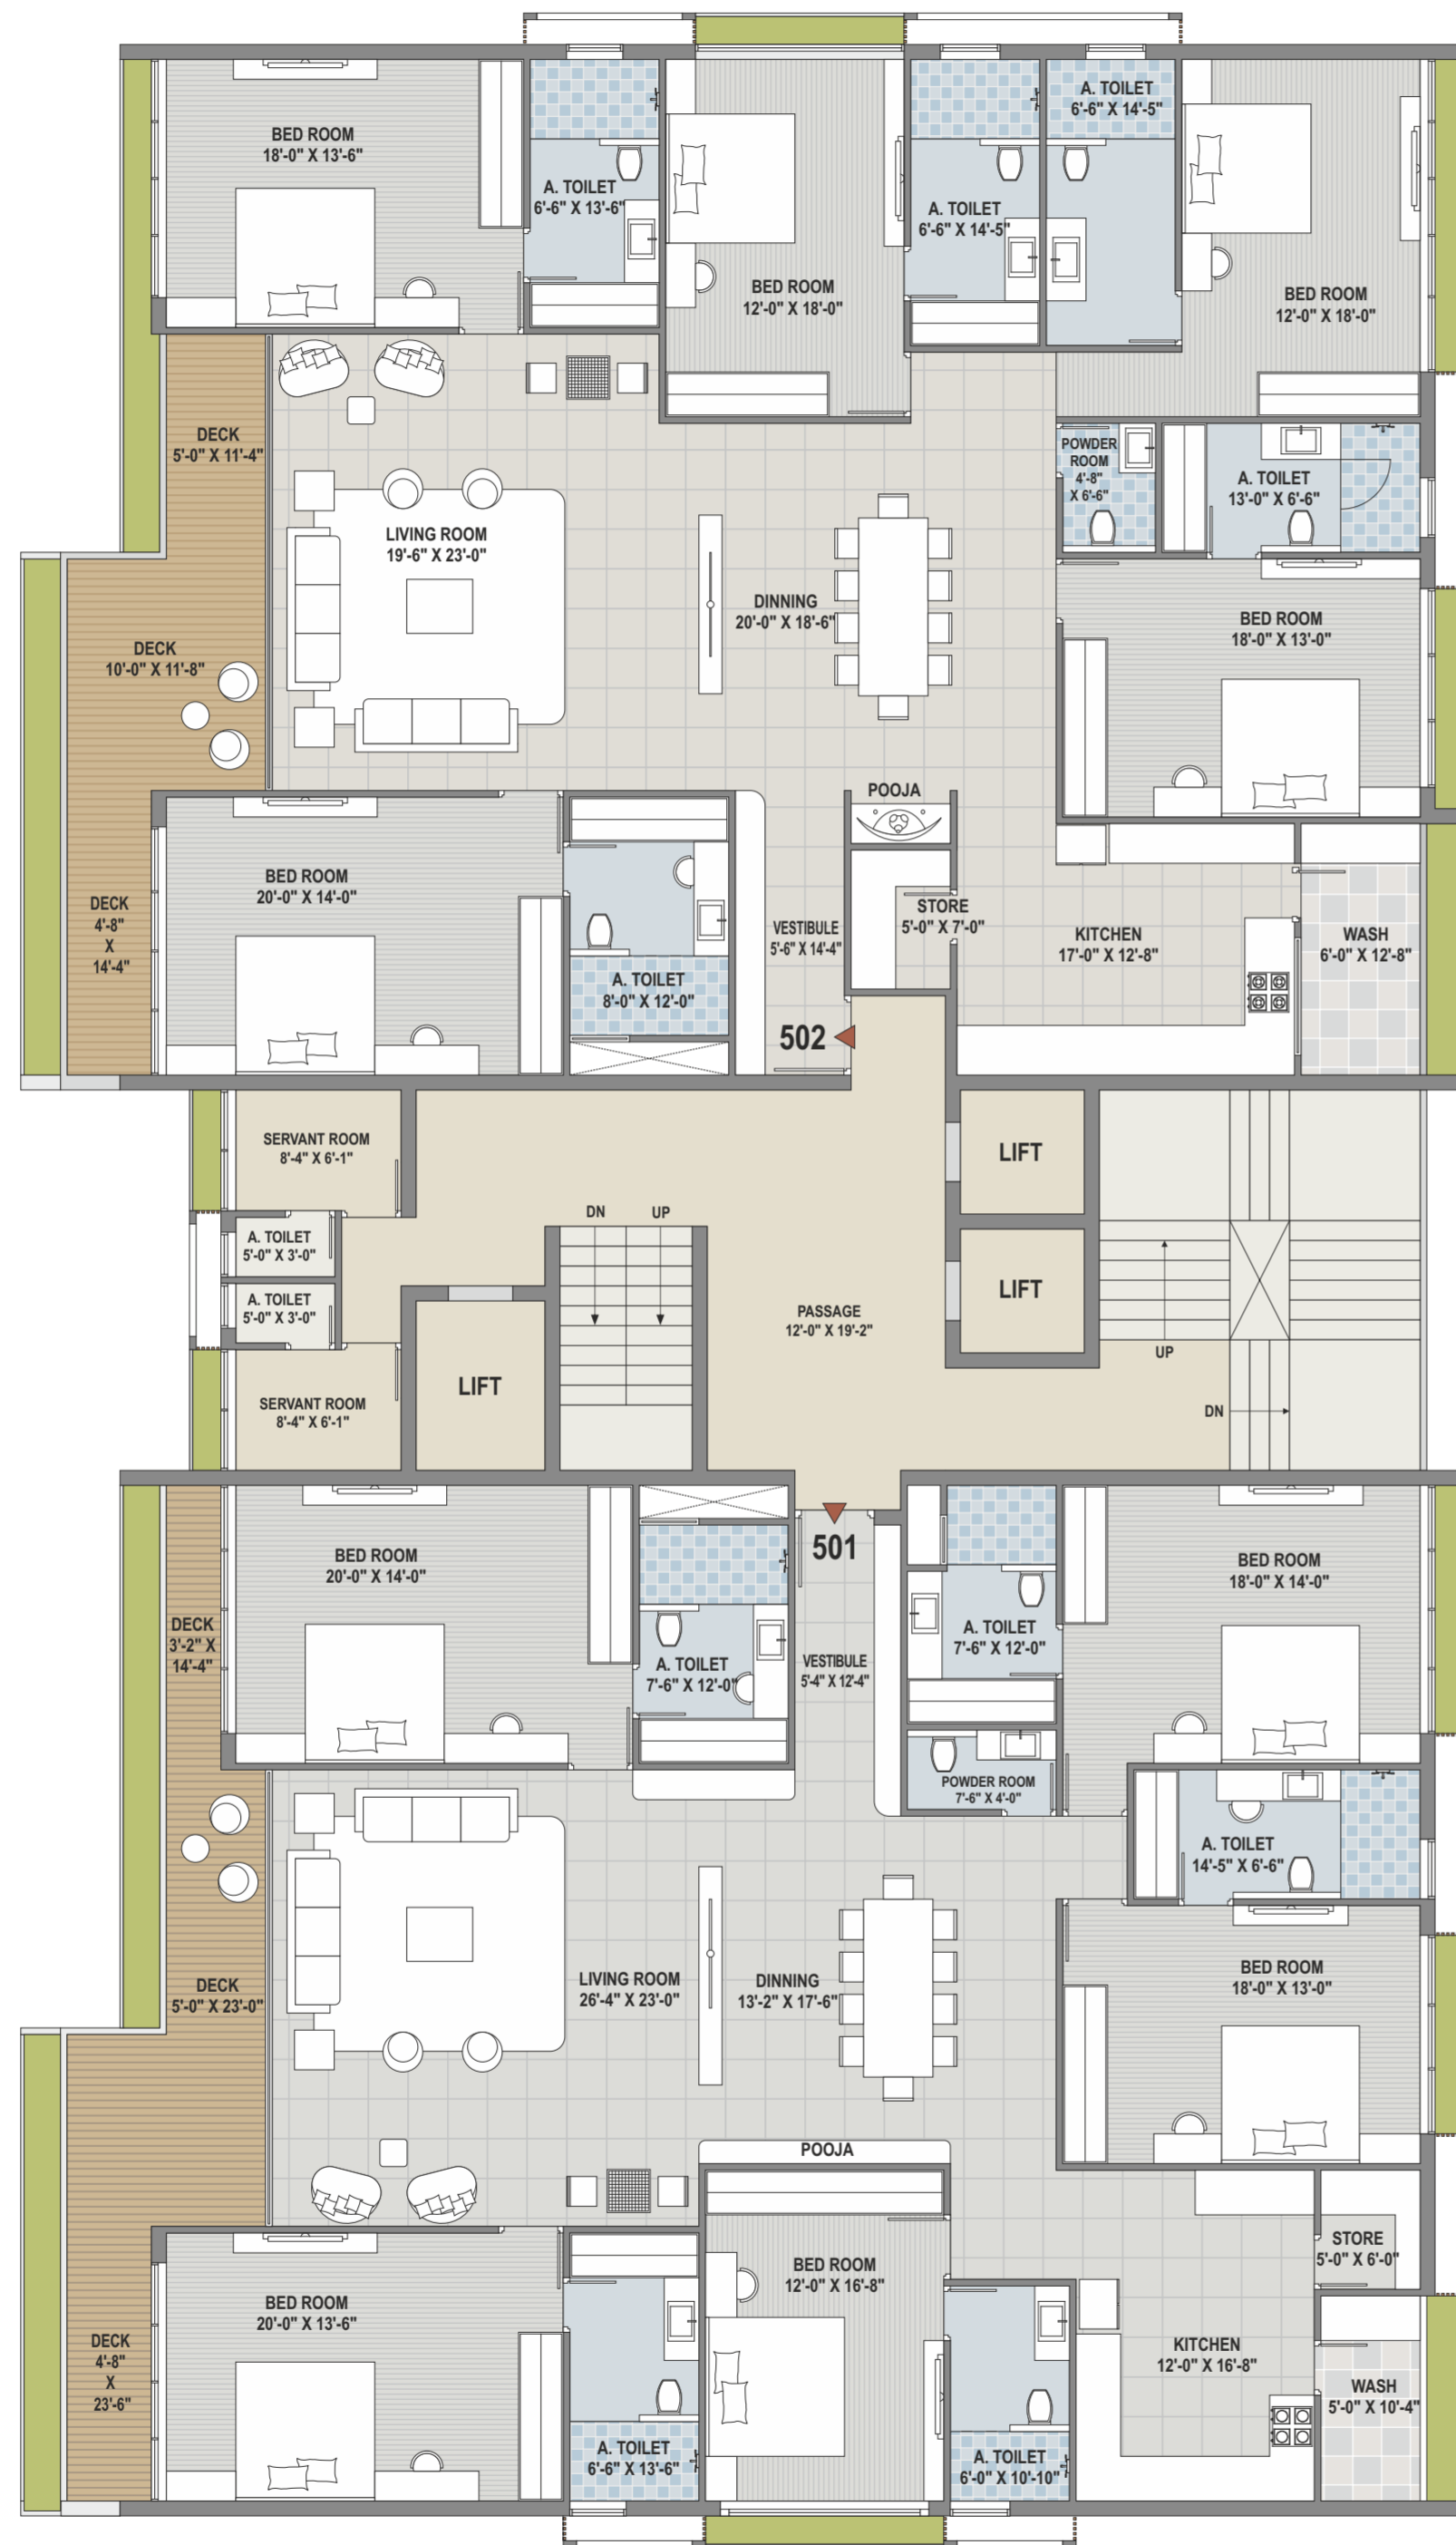 BED ROOM
18'-0" X 13'-6"
A. TOILET
6'-6" X 13'-6"
BED ROOM
12'-0" X 18'-0"
A. TOILET
6'-6" X 14'-5"
A. TOILET
6'-6" X 14'-5"
BED ROOM
12'-0" X 18'-0"
DECK
5'-0" X 11'-4"
LIVING ROOM
19'-6" X 23'-0"
POWDER
ROOM
4'-8"
X 6'-6"
A. TOILET
13'-0" X 6'-6"
DINNING
20'-0" X 18'-6"
BED ROOM
18'-0" X 13'-0"
DECK
10'-0" X 11'-8"
POOJA
BED ROOM
20'-0" X 14'-0"
DECK
4'-8"
X
14'-4"
A. TOILET
8'-0" X 12'-0"
VESTIBULE
5'-6" X 14'-4"
STORE
5'-0" X 7'-0"
KITCHEN
17'-0" X 12'-8"
WASH
6'-0" X 12'-8"
502
SERVANT ROOM
8'-4" X 6'-1"
LIFT
DN
UP
A. TOILET
5'-0" X 3'-0"
A. TOILET
5'-0" X 3'-0"
LIFT
PASSAGE
12'-0" X 19'-2"
UP
LIFT
SERVANT ROOM
8'-4" X 6'-1"
DN
501
BED ROOM
20'-0" X 14'-0"
BED ROOM
18'-0" X 14'-0"
DECK
3'-2" X
14'-4"
A. TOILET
7'-6" X 12'-0"
VESTIBULE
5'-4" X 12'-4"
A. TOILET
7'-6" X 12'-0"
POWDER ROOM
7'-6" X 4'-0"
A. TOILET
14'-5" X 6'-6"
DECK
5'-0" X 23'-0"
LIVING ROOM
26'-4" X 23'-0"
DINNING
13'-2" X 17'-6"
BED ROOM
18'-0" X 13'-0"
POOJA
STORE
5'-0" X 6'-0"
BED ROOM
12'-0" X 16'-8"
BED ROOM
20'-0" X 13'-6"
DECK
4'-8"
X
23'-6"
KITCHEN
12'-0" X 16'-8"
WASH
5'-0" X 10'-4"
A. TOILET
6'-6" X 13'-6"
A. TOILET
6'-0" X 10'-10"